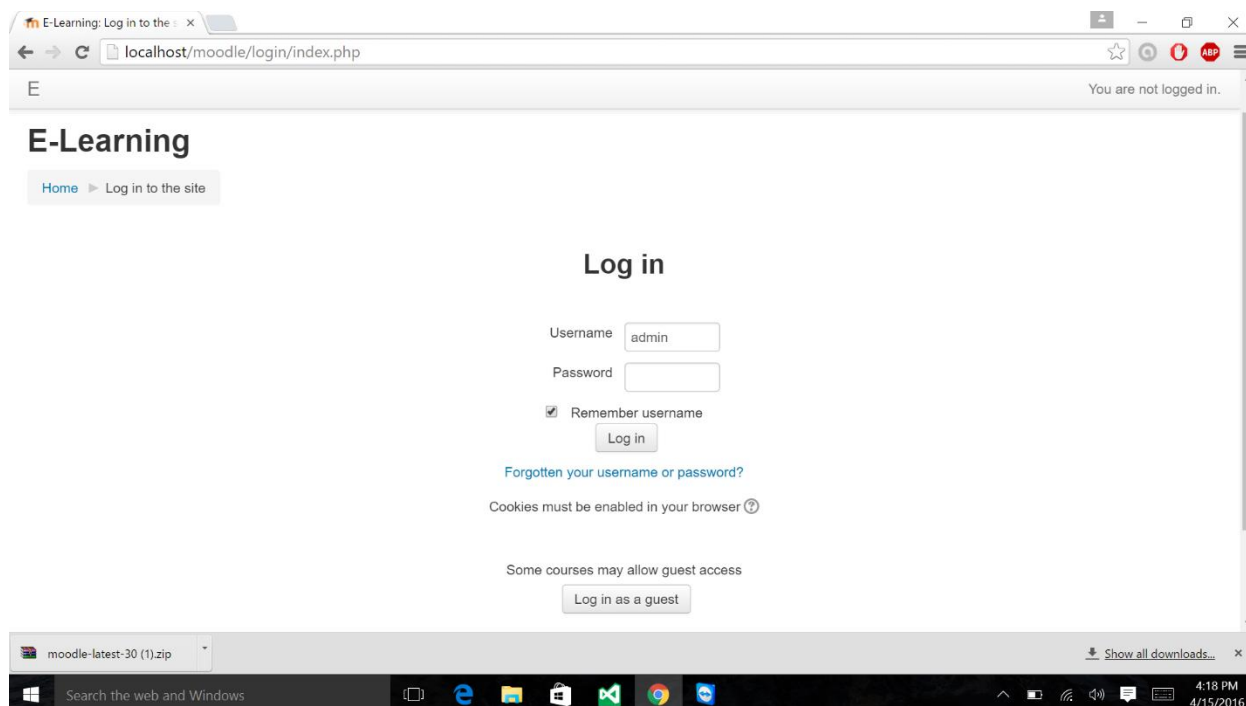 E-Learning: Log in to the s
localhost/moodle/login/index.php
ABP
E
You are not logged in.
E-Learning
Home ▶ Log in to the site
Log in
Username
admin
Password
Remember username
Log in
Forgotten your username or password?
Cookies must be enabled in your browser
Some courses may allow guest access
Log in as a guest
moodle-latest-30 (1).zip
Show all downloads...
Search the web and Windows
4:18 PM
4/15/2016